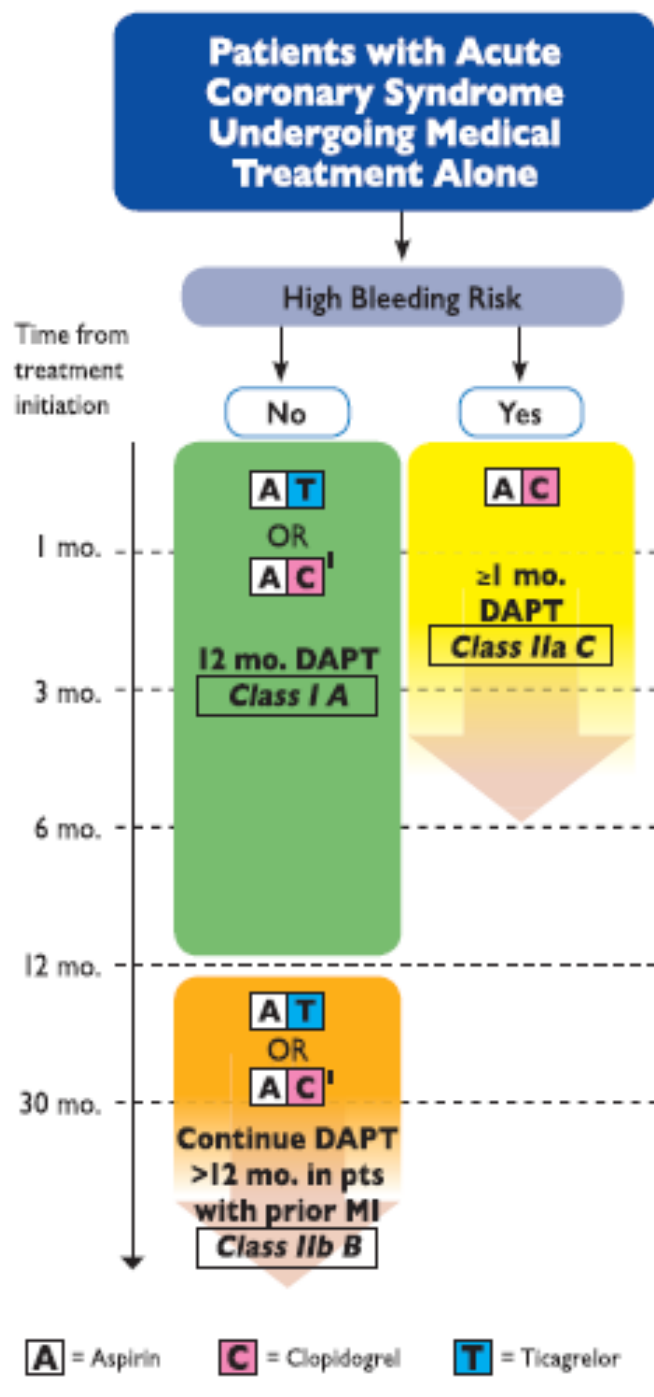 Patients with Acute
Coronary Syndrome
Undergoing Medical
Treatment Alone
High Bleeding Risk
Time from
treatment
initiation
No
Yes
A T
OR
A C ¹
12 mo. DAPT
Class I A
A C
≥1 mo.
DAPT
Class IIa C
1 mo.
3 mo.
6 mo.
12 mo.
30 mo.
A T
OR
A C ¹
Continue DAPT
>12 mo. in pts
with prior MI
Class IIb B
A = Aspirin
C = Clopidogrel
T = Ticagrelor